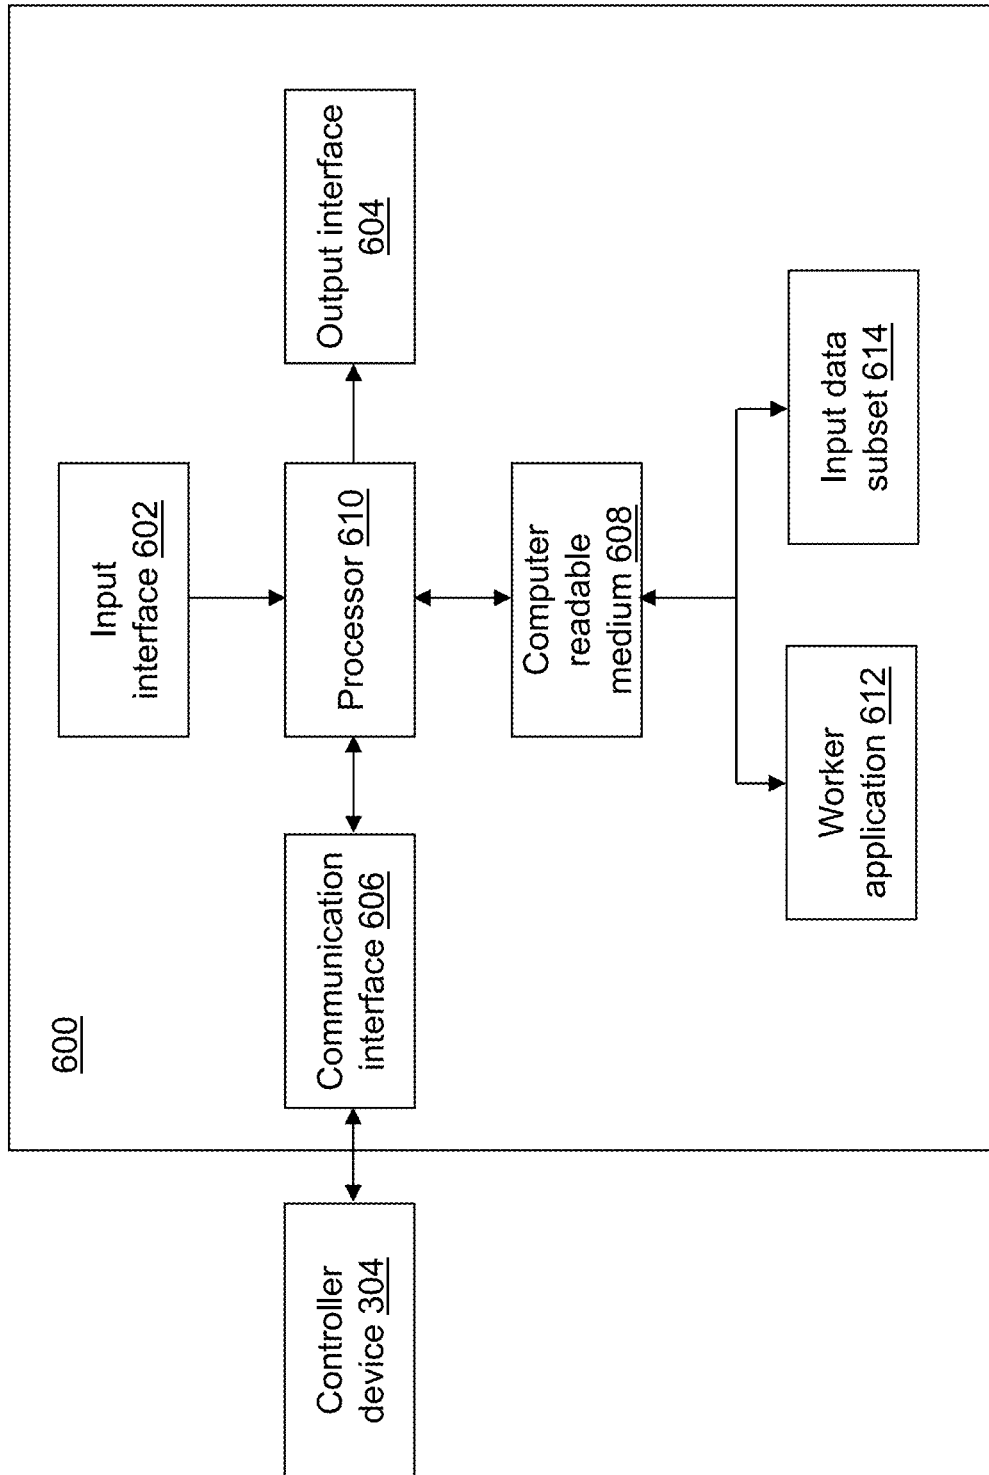 600
Input
interface 602
Output interface
604
Processor 610
Communication
interface 606
Controller
device 304
Computer
readable
medium 608
Worker
application 612
Input data
subset 614